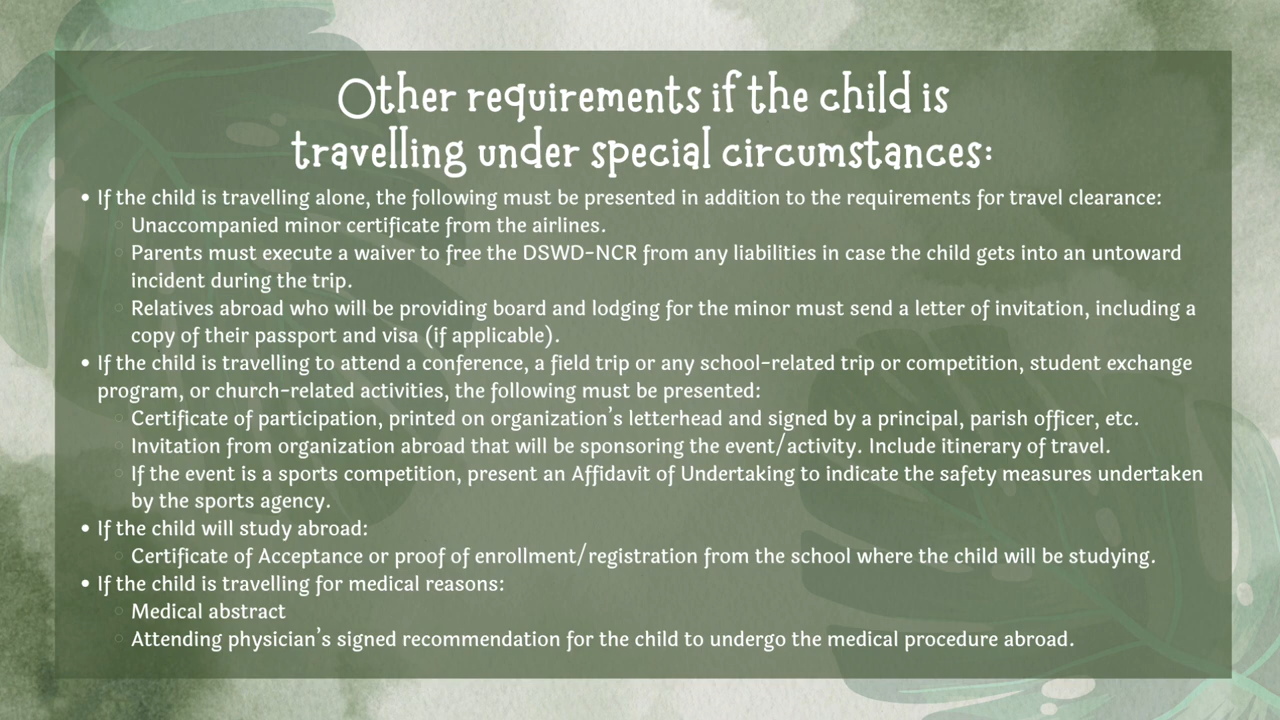 Other requirements if the child is
travelling under special circumstances:
• If the child is travelling alone, the following must be presented in addition to the requirements for travel clearance:
○ Unaccompanied minor certificate from the airlines.
○ Parents must execute a waiver to free the DSWD-NCR from any liabilities in case the child gets into an untoward
incident during the trip.
○ Relatives abroad who will be providing board and lodging for the minor must send a letter of invitation, including a
copy of their passport and visa (if applicable).
• If the child is travelling to attend a conference, a field trip or any school-related trip or competition, student exchange
program, or church-related activities, the following must be presented:
○ Certificate of participation, printed on organization's letterhead and signed by a principal, parish officer, etc.
○ Invitation from organization abroad that will be sponsoring the event/activity. Include itinerary of travel.
○ If the event is a sports competition, present an Affidavit of Undertaking to indicate the safety measures undertaken
by the sports agency.
• If the child will study abroad:
○ Certificate of Acceptance or proof of enrollment/registration from the school where the child will be studying.
• If the child is travelling for medical reasons:
○ Medical abstract
○ Attending physician's signed recommendation for the child to undergo the medical procedure abroad.